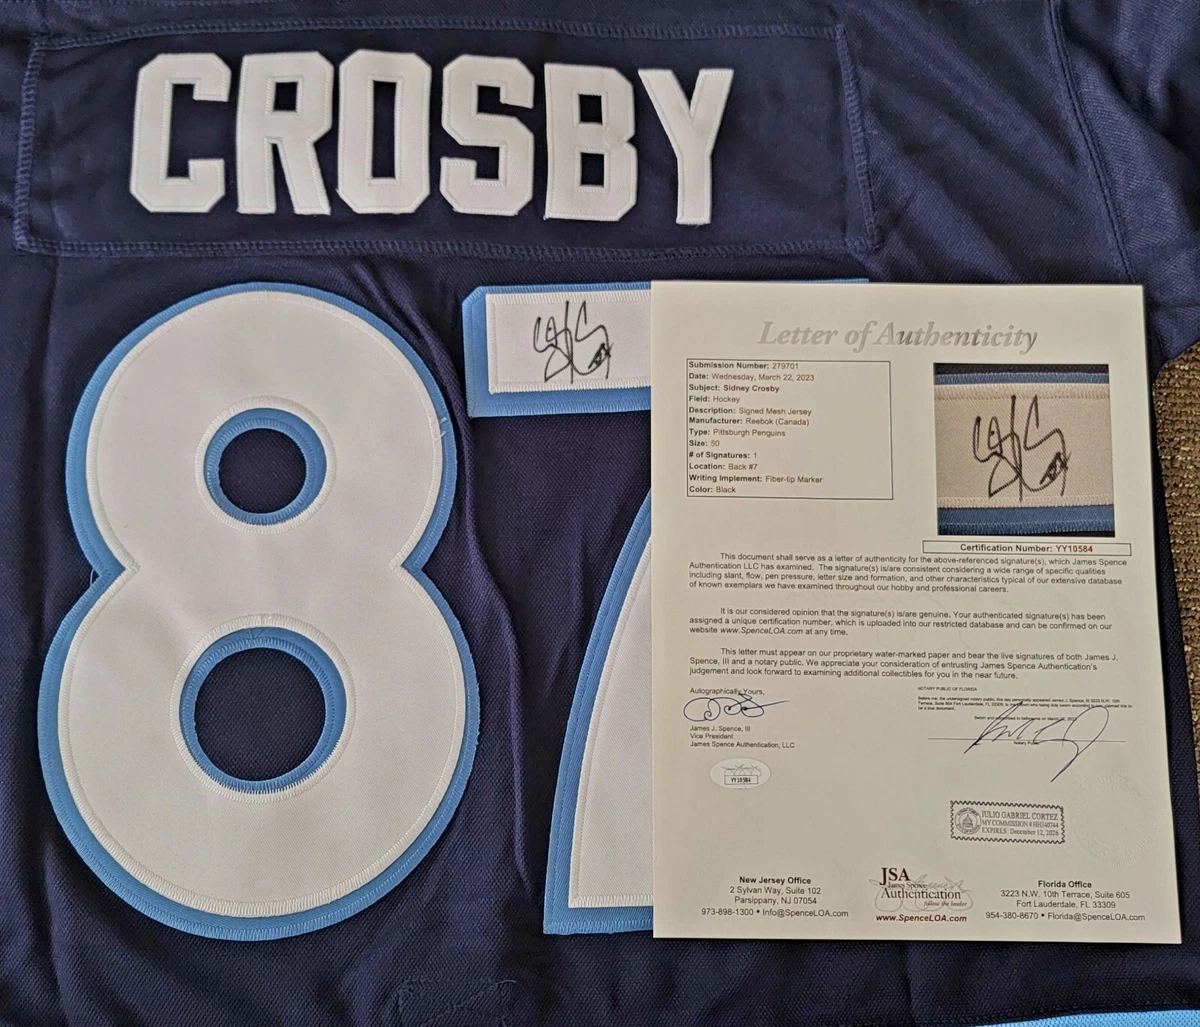 CROSBY
87
Letter of Authenticity
Submission Number: 279701
Date: Wednesday, March 22, 2023
Subject: Sidney Crosby
Field: Hockey
Description: Signed Mesh Jersey
Manufacturer: Reebok (Canada)
Type: Pittsburgh Penguins
Size: 50
# of Signatures: 1
Location: Back #7
Writing Implement: Fiber-tip Marker
Color: Black
Certification Number: YY10584
This document shall serve as a letter of authenticity for the above-referenced signature(s), which James Spence
Authentication LLC has examined. The signature(s) is/are consistent considering a wide range of specific qualities
including slant, flow, pen pressure, letter size and formation, and other characteristics typical of our extensive database
of known exemplars we have examined throughout our hobby and professional careers.
It is our considered opinion that the signature(s) is/are genuine. Your authenticated signature(s) has been
assigned a unique certification number, which is uploaded into our restricted database and can be confirmed on our
website www.SpenceLOA.com at any time.
This letter must appear on our proprietary water-marked paper and bear the live signatures of both James J.
Spence, III and a notary public. We appreciate your consideration of entrusting James Spence Authentication's
judgement and look forward to examining additional collectibles for you in the near future.
Autographically Yours,
James J. Spence, III
Vice President
James Spence Authentication, LLC
YY10584
NOTARY PUBLIC OF FLORIDA
Notary Public
JULIO GABRIEL CORTEZ
MY COMMISSION # HH340344
EXPIRES: December 12, 2026
New Jersey Office
2 Sylvan Way, Suite 102
Parsippany, NJ 07054
973-898-1300 • Info@SpenceLOA.com
JSA
James Spence
Authentication
follow the leader
www.SpenceLOA.com
Florida Office
3223 N.W. 10th Terrace, Suite 605
Fort Lauderdale, FL 33309
954-380-8670 • Florida@SpenceLOA.com